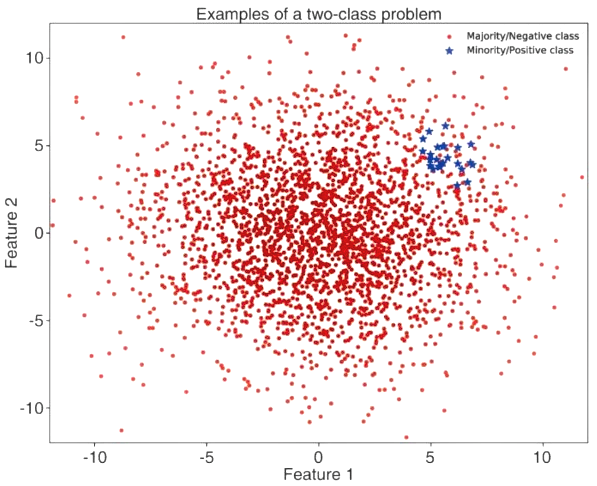 Examples of a two-class problem
Majority/Negative class
Minority/Positive class
10
5
0
-5
-10
Feature 2
-10 -5 0 5 10
Feature 1